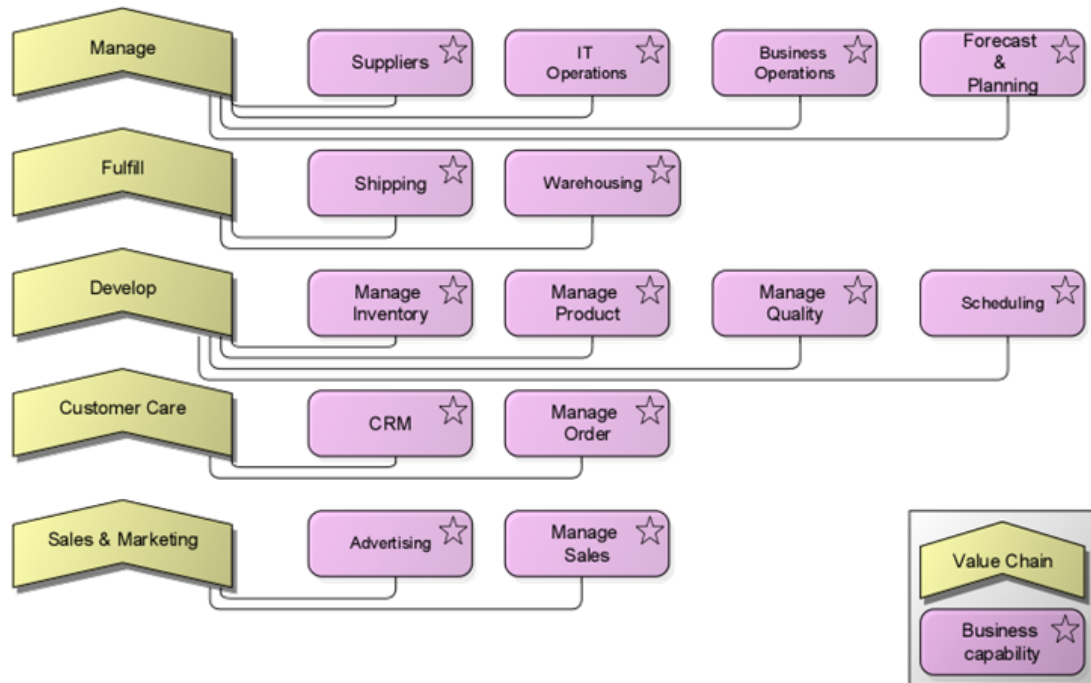 Manage
Suppliers
IT
Operations
Business
Operations
Forecast
&
Planning
Fulfill
Shipping
Warehousing
Develop
Manage
Inventory
Manage
Product
Manage
Quality
Scheduling
Customer Care
CRM
Manage
Order
Sales & Marketing
Advertising
Manage
Sales
Value Chain
Business
capability